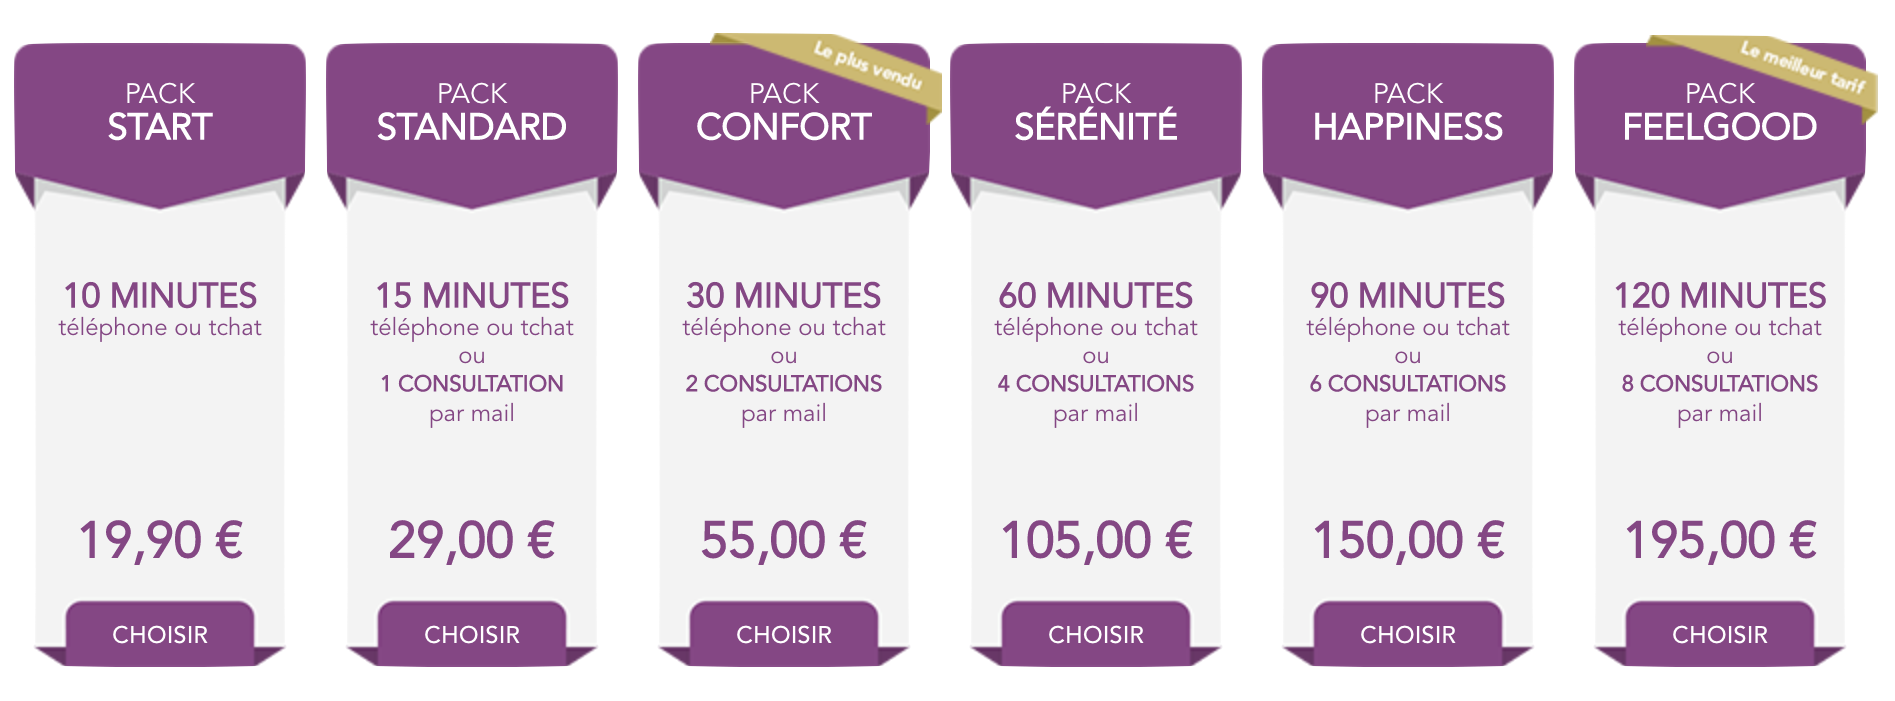 PACK
START
10 MINUTES
téléphone ou tchat
19,90 €
CHOISIR
PACK
STANDARD
15 MINUTES
téléphone ou tchat
ou
1 CONSULTATION
par mail
29,00 €
CHOISIR
Le plus vendu
PACK
CONFORT
30 MINUTES
téléphone ou tchat
ou
2 CONSULTATIONS
par mail
55,00 €
CHOISIR
PACK
SÉRÉNITÉ
60 MINUTES
téléphone ou tchat
ou
4 CONSULTATIONS
par mail
105,00 €
CHOISIR
PACK
HAPPINESS
90 MINUTES
téléphone ou tchat
ou
6 CONSULTATIONS
par mail
150,00 €
CHOISIR
Le meilleur tarif
PACK
FEELGOOD
120 MINUTES
téléphone ou tchat
ou
8 CONSULTATIONS
par mail
195,00 €
CHOISIR